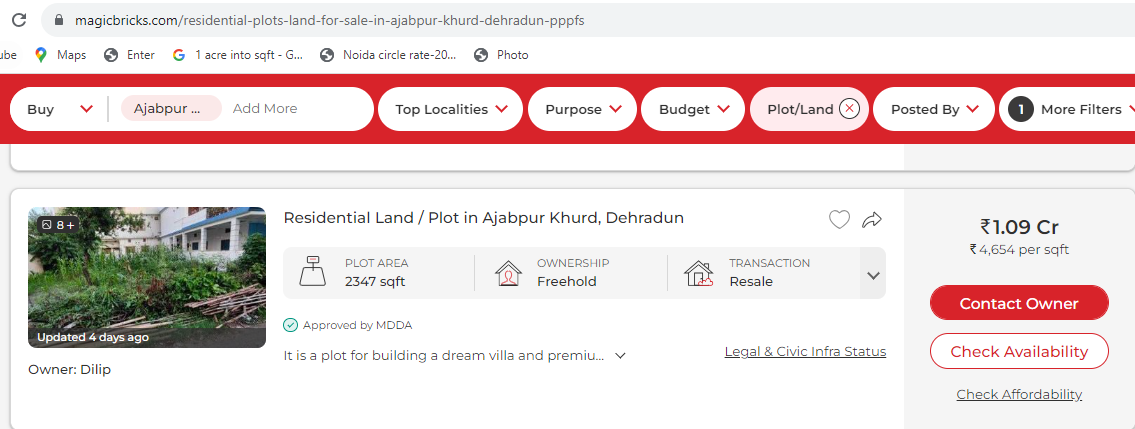 magicbricks.com/residential-plots-land-for-sale-in-ajabpur-khurd-dehradun-pppfs
ube Maps Enter 1 acre into sqft - G... Noida circle rate-20... Photo
Buy Ajabpur ... Add More Top Localities Purpose Budget Plot/Land Posted By 1 More Filters
8+
Updated 4 days ago
Owner: Dilip
Residential Land / Plot in Ajabpur Khurd, Dehradun
PLOT AREA
2347 sqft
OWNERSHIP
Freehold
TRANSACTION
Resale
Approved by MDDA
It is a plot for building a dream villa and premiu...
Legal & Civic Infra Status
₹1.09 Cr
₹4,654 per sqft
Contact Owner
Check Availability
Check Affordability